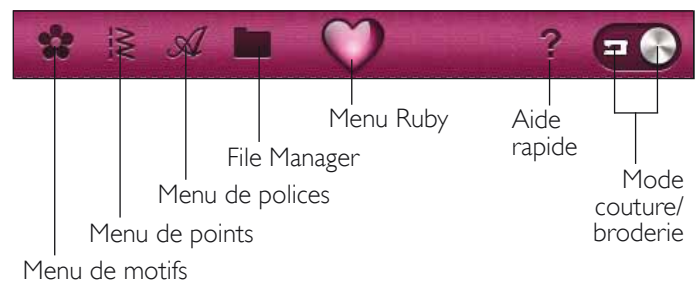 Menu Ruby
Aide
rapide
File Manager
Mode
couture/
broderie
Menu de polices
Menu de points
Menu de motifs